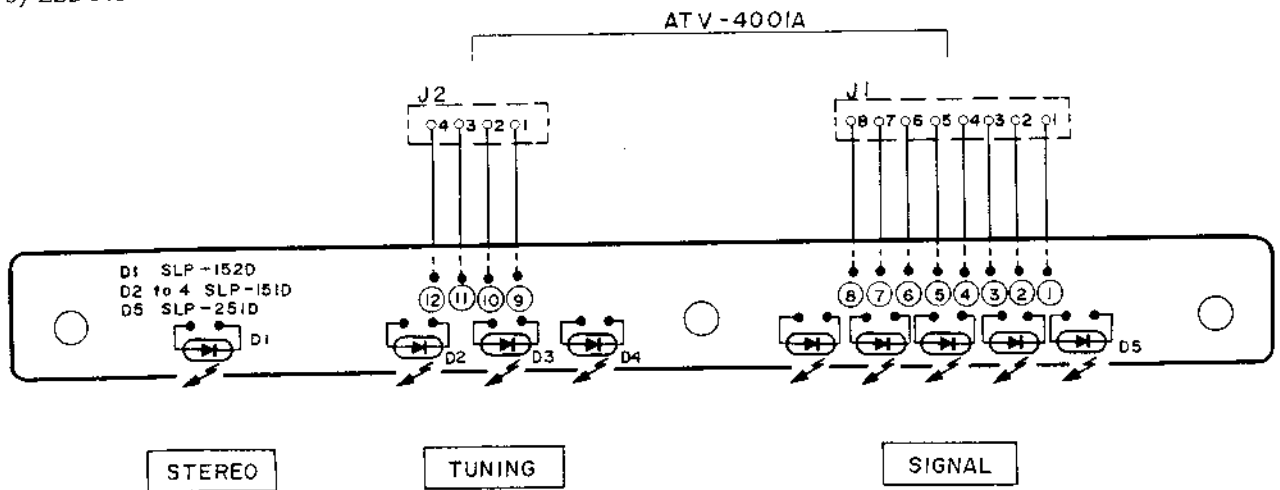 ATV-4001A
J2
4 3 2 1
J1
8 7 6 5 4 3 2 1
D1 SLP-152D
D2 to 4 SLP-151D
D5 SLP-251D
12 11 10 9
8 7 6 5 4 3 2 1
D1
D2
D3
D4
D5
STEREO
TUNING
SIGNAL